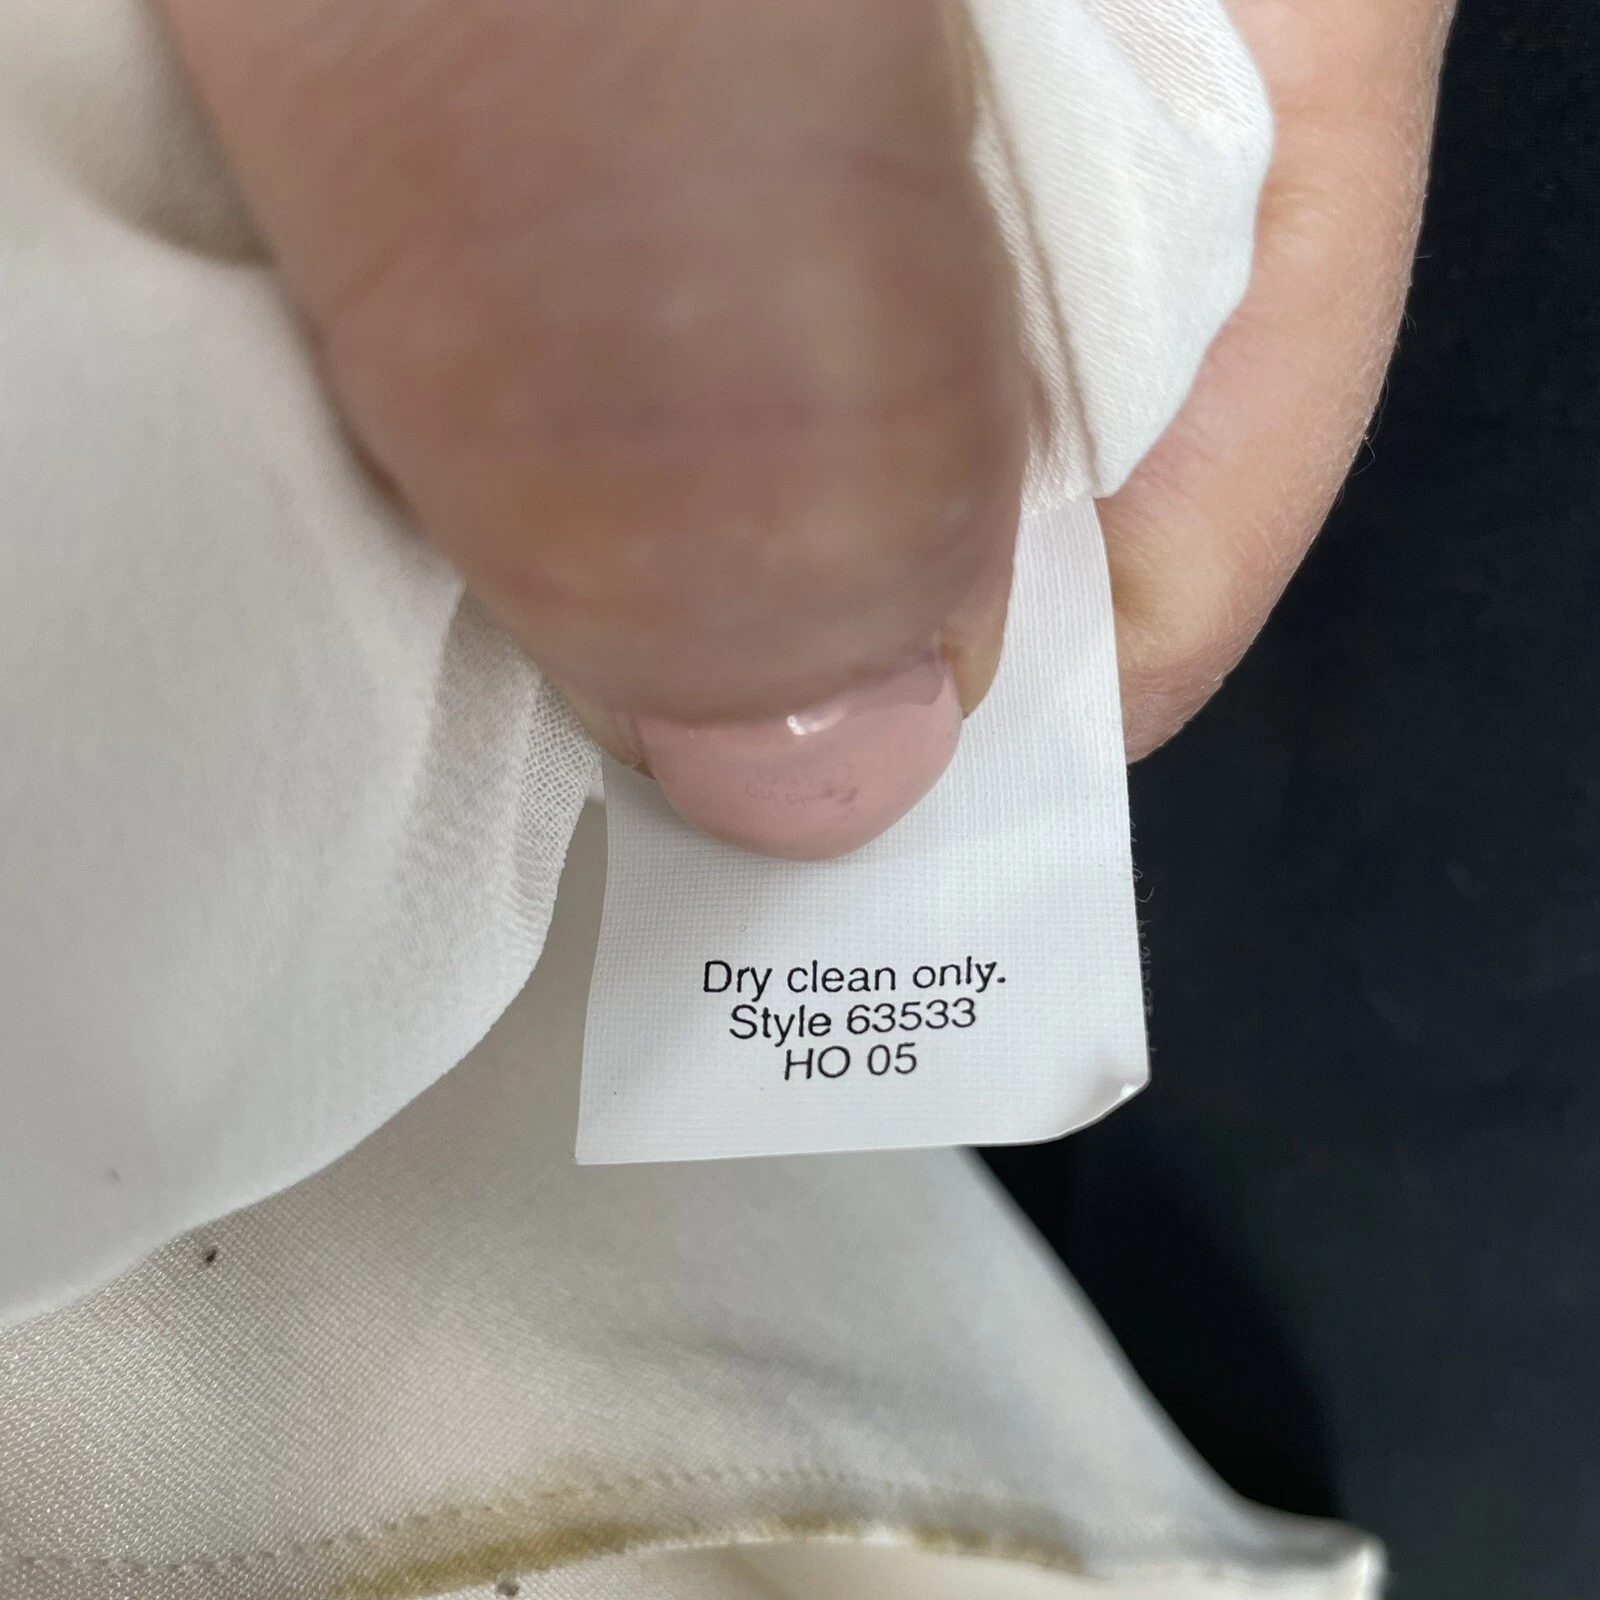 Dry clean only.
Style 63533
HO 05